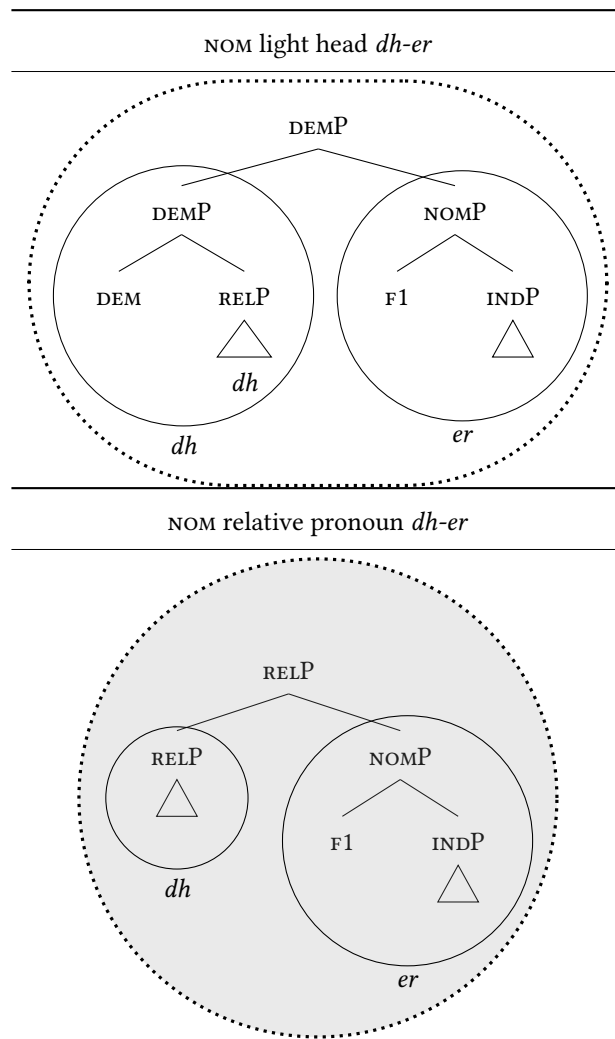 NOM light head dh-er
DEMP
DEMP NOMP
DEM RELP F1 INDP
dh
dh er
NOM relative pronoun dh-er
RELP
RELP NOMP
F1 INDP
dh
er